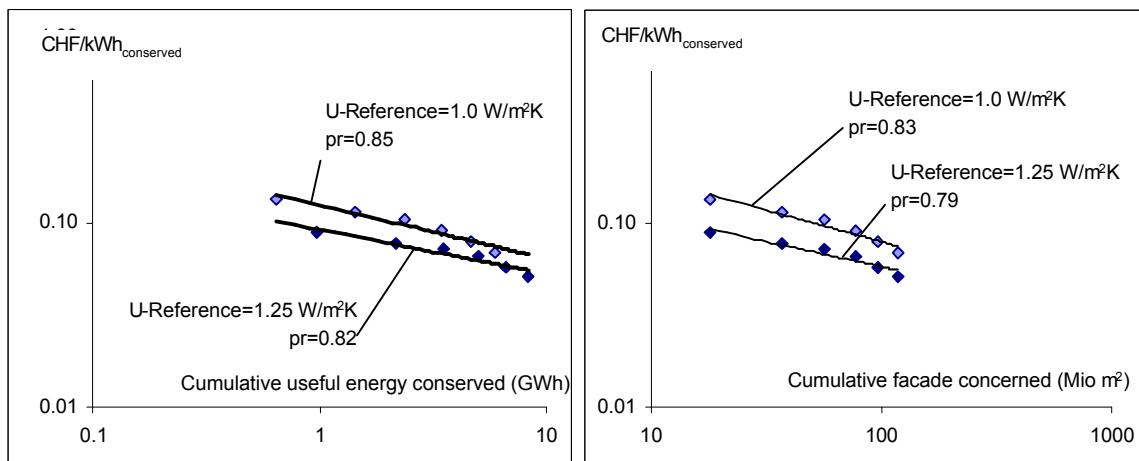 CHF/kWhconserved
U-Reference=1.0 W/m²K
pr=0.85
0.10
U-Reference=1.25 W/m²K
pr=0.82
Cumulative useful energy conserved (GWh)
0.01
0.1
1
10
CHF/kWhconserved
U-Reference=1.0 W/m²K
pr=0.83
U-Reference=1.25 W/m²K
pr=0.79
0.10
Cumulative facade concerned (Mio m²)
0.01
10
100
1000